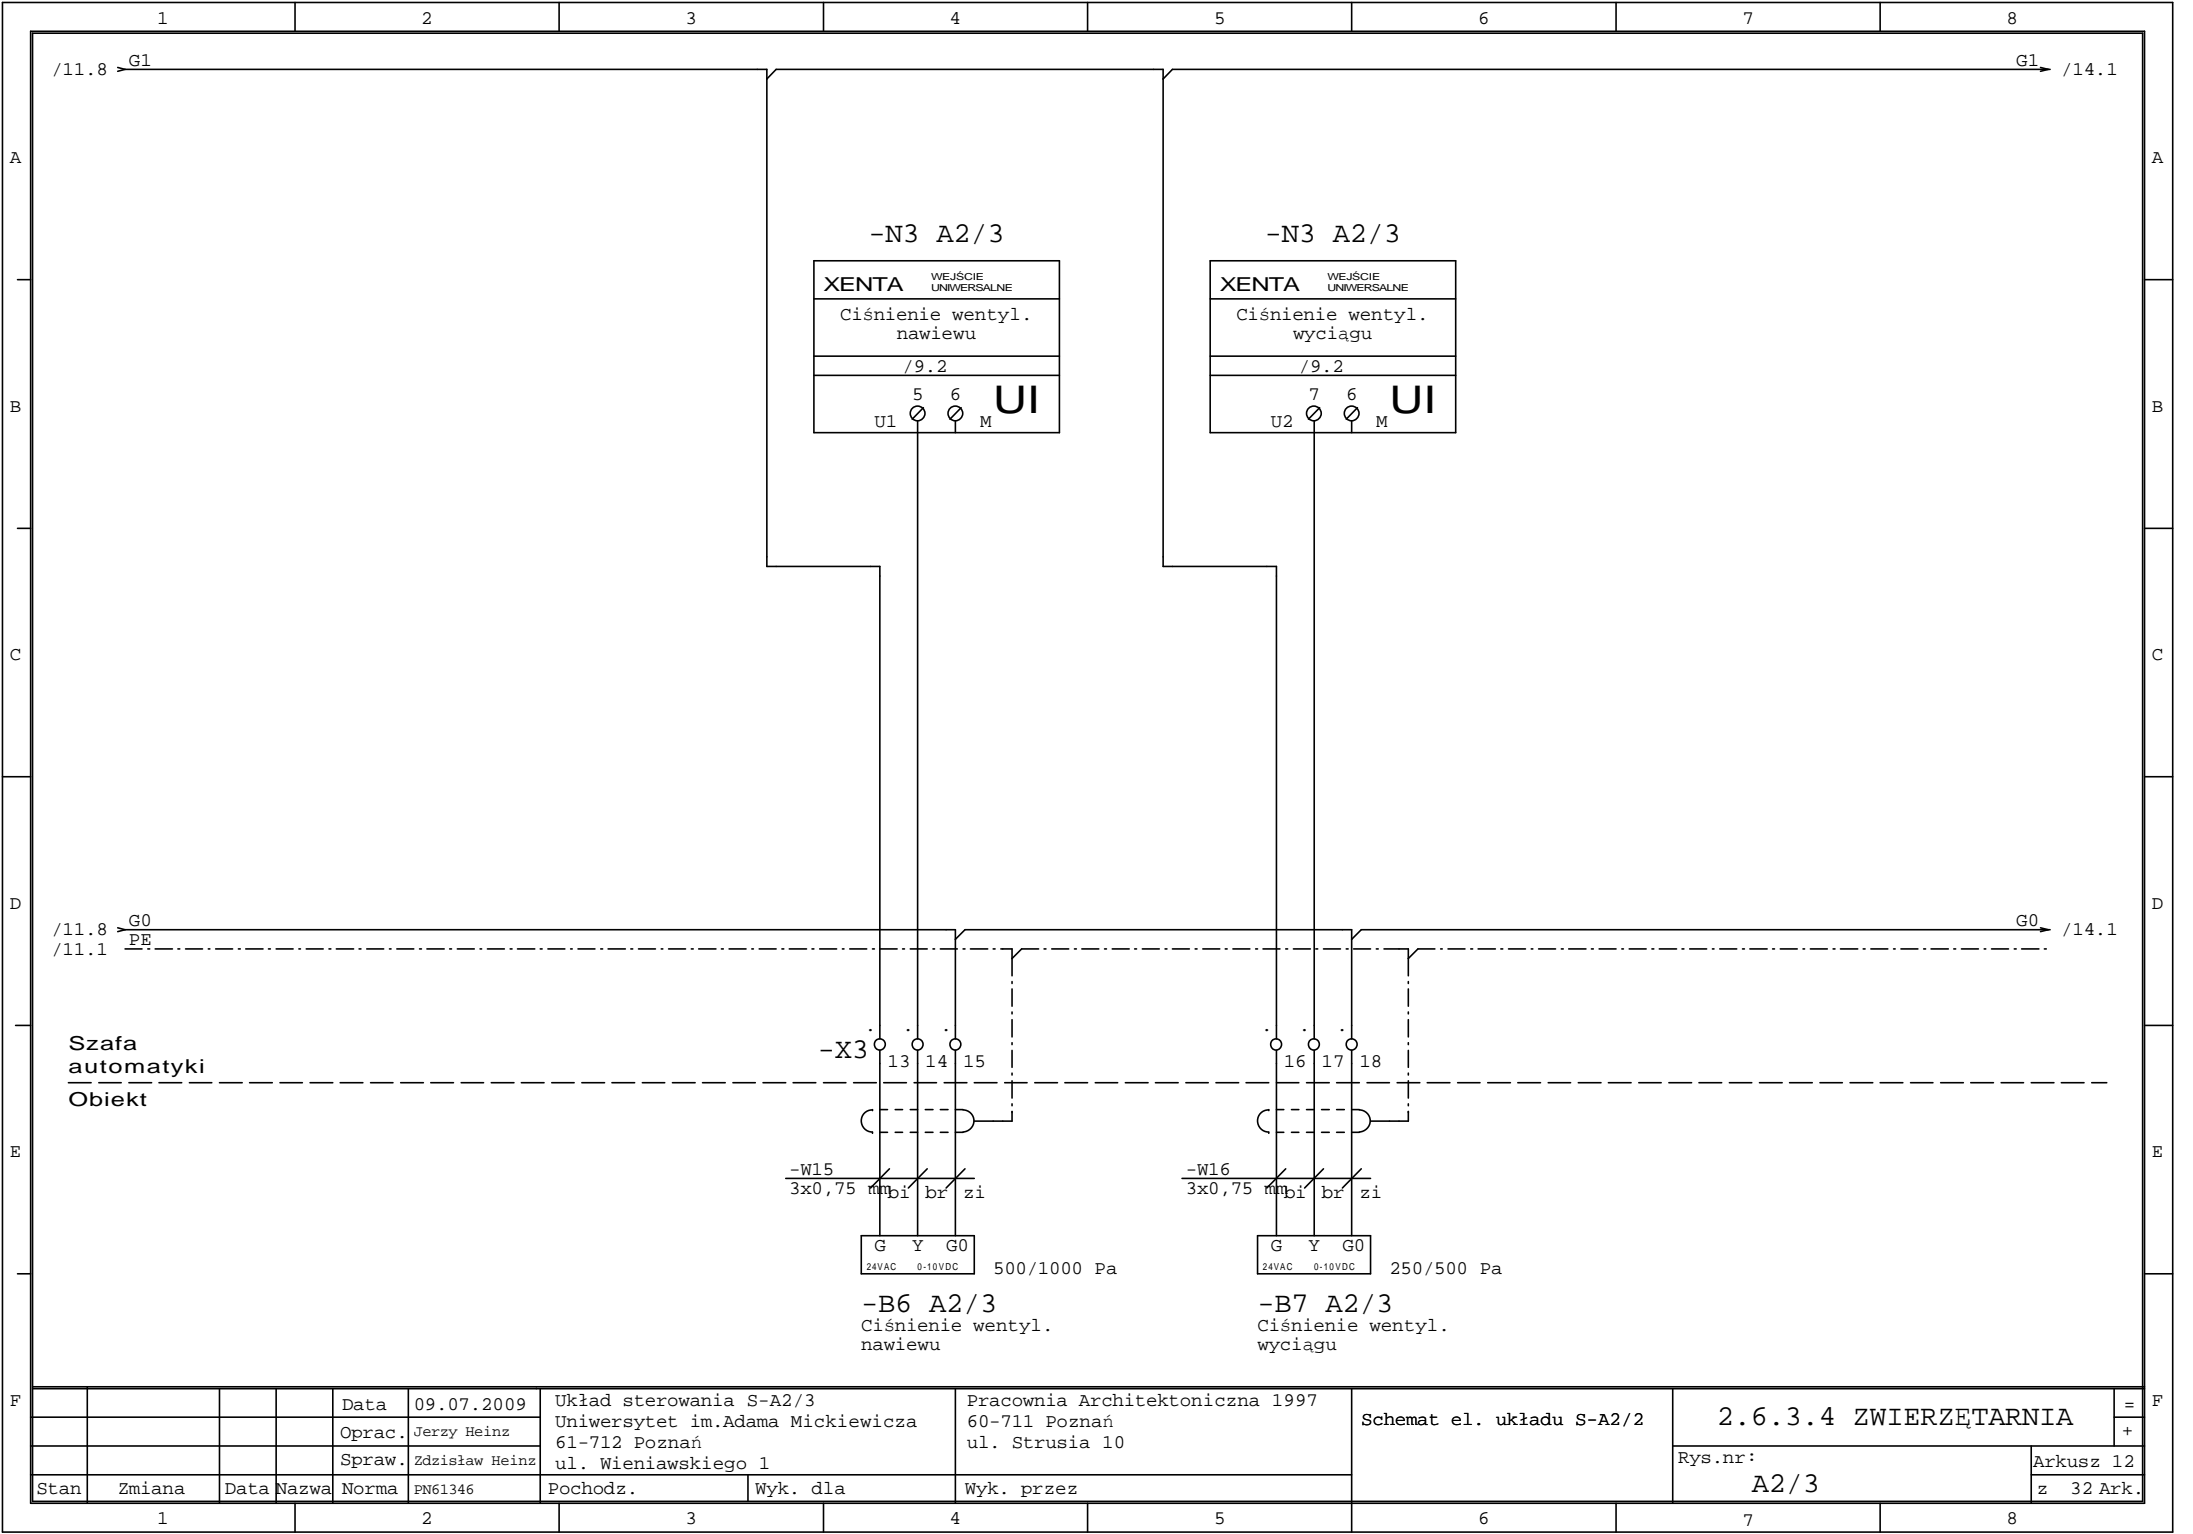 1 2 3 4 5 6 7 8
/11.8 G1 G1 /14.1
A A
-N3 A2/3 -N3 A2/3
XENTA WEJŚCIE UNIWERSALNE
Ciśnienie wentyl.
nawiewu
/9.2
5 6 UI
U1 M
XENTA WEJŚCIE UNIWERSALNE
Ciśnienie wentyl.
wyciągu
/9.2
7 6 UI
U2 M
B B
C C
D D
/11.8 G0 G0 /14.1
/11.1 PE
Szafa
automatyki
-X3 13 14 15 16 17 18
Obiekt
E E
-W15
3x0,75 mm bi br zi
-W16
3x0,75 mm bi br zi
G Y G0
24VAC 0-10VDC 500/1000 Pa
-B6 A2/3
Ciśnienie wentyl.
nawiewu
G Y G0
24VAC 0-10VDC 250/500 Pa
-B7 A2/3
Ciśnienie wentyl.
wyciągu
F F
Data 09.07.2009
Oprac. Jerzy Heinz
Spraw. Zdzisław Heinz
Stan Zmiana Data Nazwa Norma PN61346
Układ sterowania S-A2/3
Uniwersytet im.Adama Mickiewicza
61-712 Poznań
ul. Wieniawskiego 1
Pochodz. Wyk. dla
Pracownia Architektoniczna 1997
60-711 Poznań
ul. Strusia 10
Wyk. przez
Schemat el. układu S-A2/2
2.6.3.4 ZWIERZĘTARNIA
=
+
Rys.nr:
A2/3
Arkusz 12
z 32 Ark.
1 2 3 4 5 6 7 8